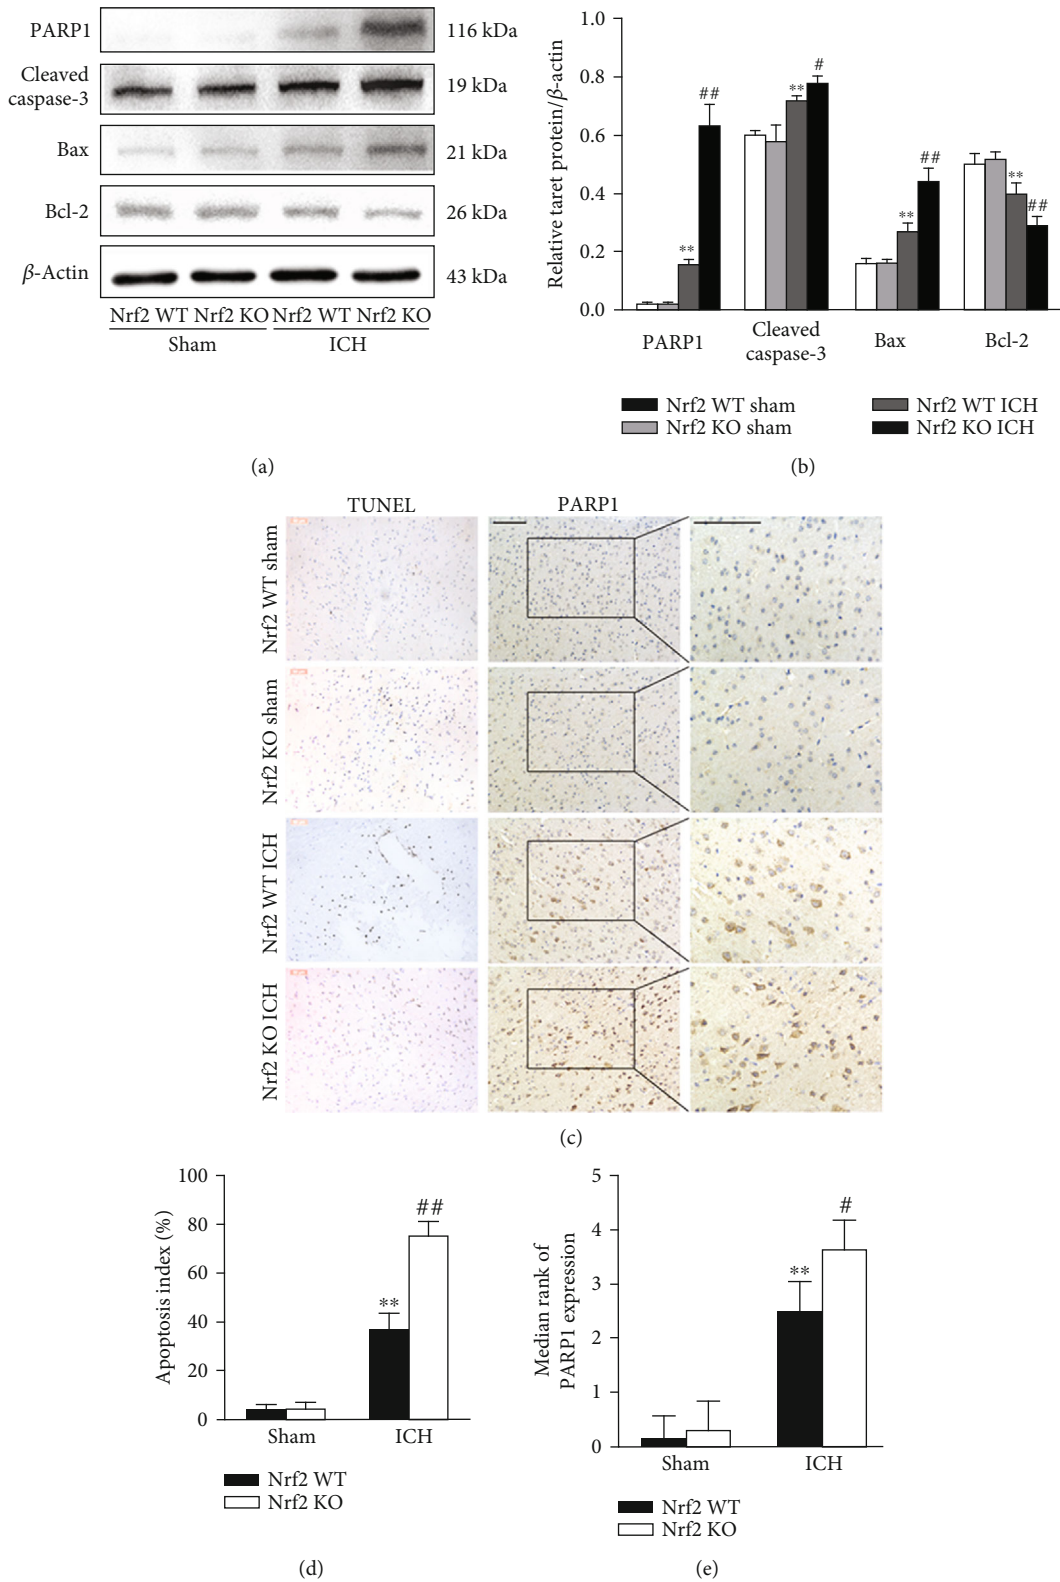 PARP1
116 kDa
Cleaved
caspase-3
19 kDa
Bax
21 kDa
Bcl-2
26 kDa
β-Actin
43 kDa
Nrf2 WT Nrf2 KO Nrf2 WT Nrf2 KO
Sham ICH
(a)
Relative taret protein/β-actin
1.0
0.8
0.6
0.4
0.2
0.0
**
##
**
#
**
##
**
##
PARP1
Cleaved
caspase-3
Bax
Bcl-2
Nrf2 WT sham
Nrf2 KO sham
Nrf2 WT ICH
Nrf2 KO ICH
(b)
TUNEL
PARP1
Nrf2 WT sham
Nrf2 KO sham
Nrf2 WT ICH
Nrf2 KO ICH
(c)
Apoptosis index (%)
100
80
60
40
20
0
**
##
Sham
ICH
Nrf2 WT
Nrf2 KO
(d)
Median rank of
PARP1 expression
5
4
3
2
1
0
**
#
Sham
ICH
Nrf2 WT
Nrf2 KO
(e)